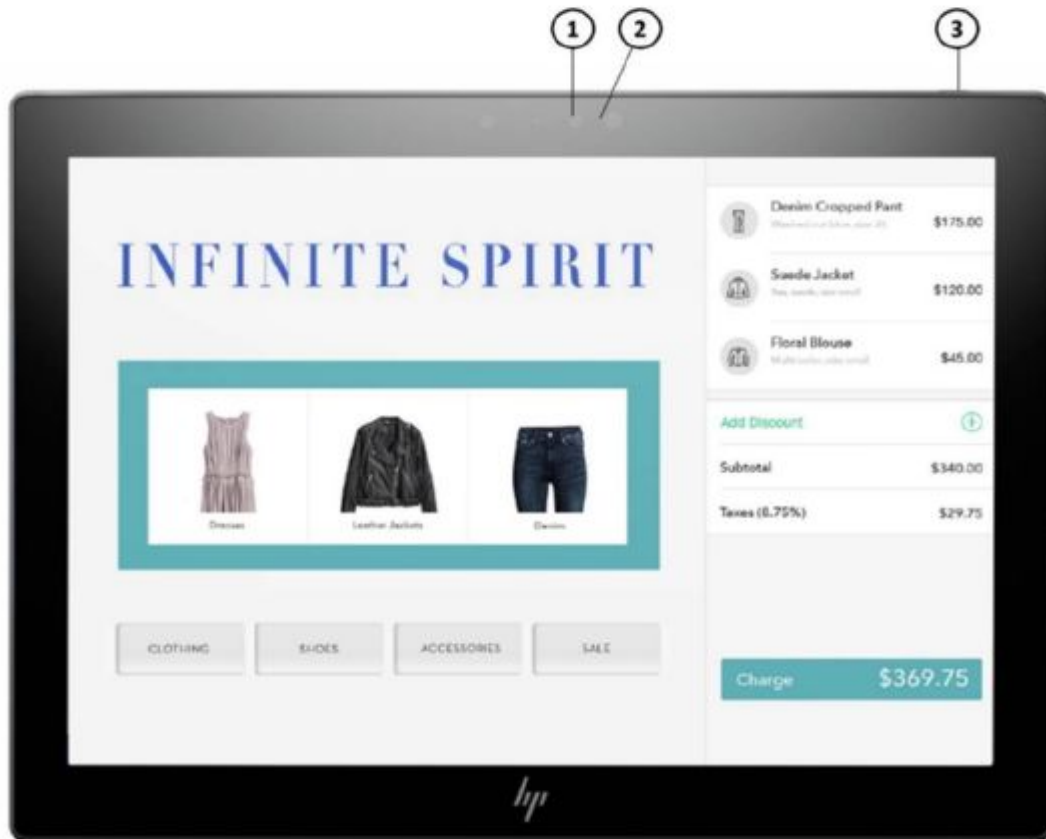 1 2 3
INFINITE SPIRIT
Dresses
Leather Jackets
Denim
CLOTHING
SHOES
ACCESSORIES
SALE
Denim Cropped Pant
$175.00
Suede Jacket
$120.00
Floral Blouse
$45.00
Add Discount
Subtotal
$340.00
Taxes (8.75%)
$29.75
Charge $369.75
hp